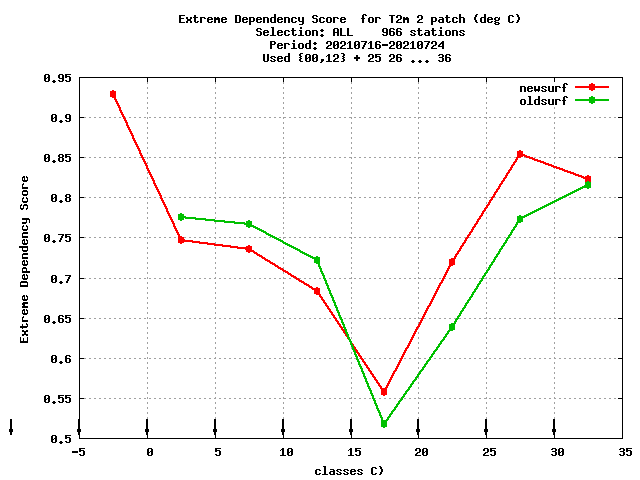 Extreme Dependency Score  for T2m 2 patch (deg C)
Selection: ALL    966 stations
Period: 20210716-20210724
Used {00,12} + 25 26 ... 36
newsurf
oldsurf
Extreme Dependency Score
0.95
0.9
0.85
0.8
0.75
0.7
0.65
0.6
0.55
0.5
-5 0 5 10 15 20 25 30 35
classes C)